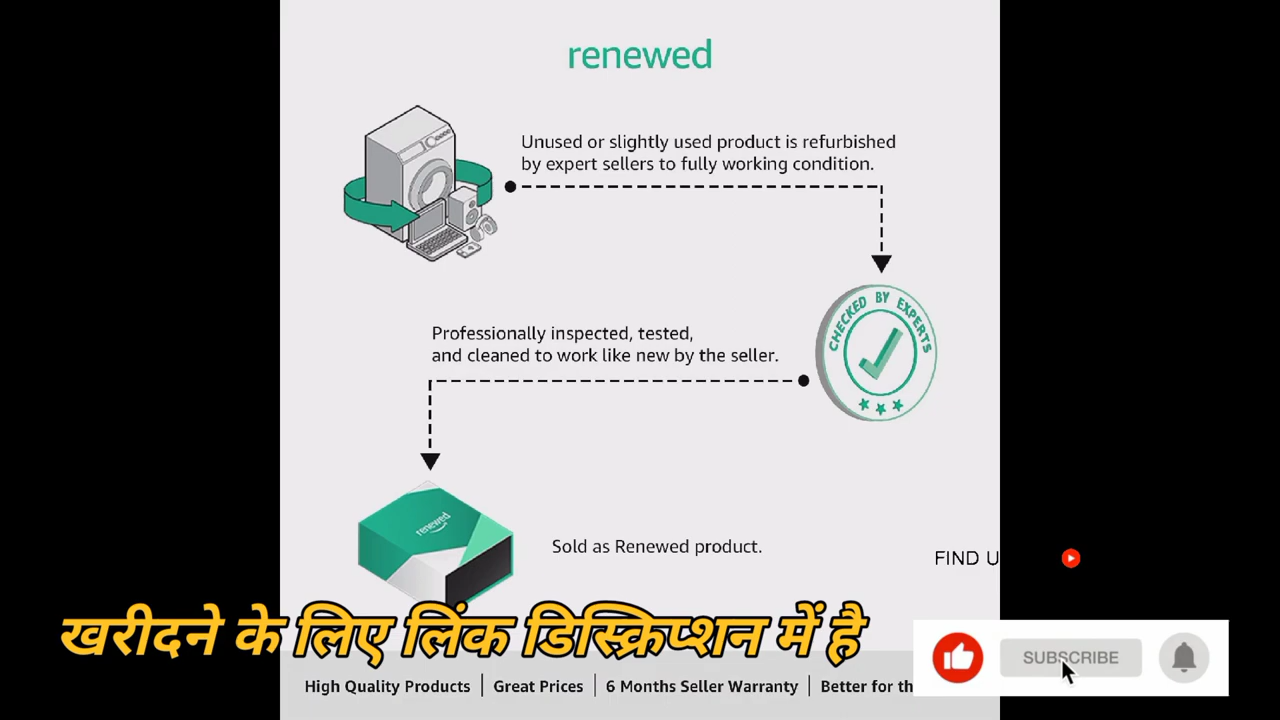 renewed
Unused or slightly used product is refurbished
by expert sellers to fully working condition.
CHECKED BY EXPERTS
Professionally inspected, tested,
and cleaned to work like new by the seller.
renewed
Sold as Renewed product.
FIND U
खरीदने के लिए लिंक डिस्क्रिप्शन में है
SUBSCRIBE
High Quality Products | Great Prices | 6 Months Seller Warranty | Better for th